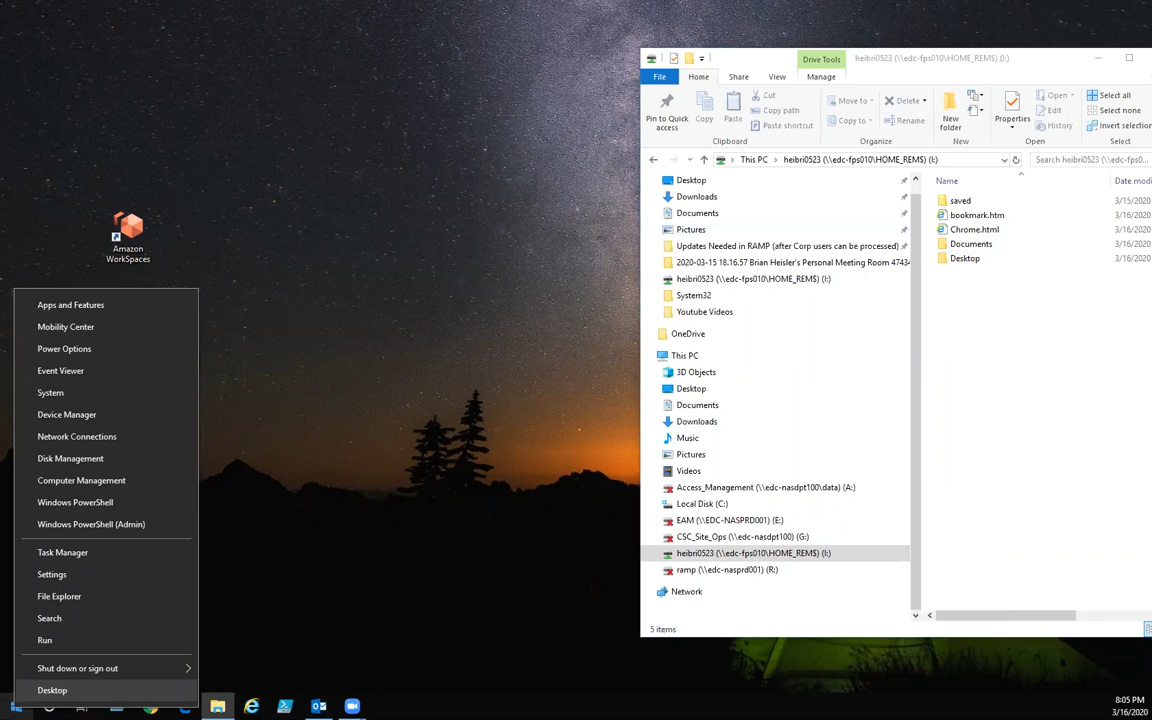 Amazon
WorkSpaces
Apps and Features
Mobility Center
Power Options
Event Viewer
System
Device Manager
Network Connections
Disk Management
Computer Management
Windows PowerShell
Windows PowerShell (Admin)
Task Manager
Settings
File Explorer
Search
Run
Shut down or sign out
Desktop
Drive Tools
heibri0523 (\\edc-fps010\HOME_REM$) (I:)
File Home Share View Manage
Pin to Quick access
Copy
Paste
Cut
Copy path
Paste shortcut
Clipboard
Move to
Copy to
Delete
Rename
Organize
New folder
New
Properties
Open
Edit
History
Open
Select all
Select none
Invert selection
Select
This PC heibri0523 (\\edc-fps010\HOME_REM$) (I:)
Search heibri0523 (\\edc-fps0...
Desktop
Downloads
Documents
Pictures
Updates Needed in RAMP (after Corp users can be processed)
2020-03-15 18.16.57 Brian Heisler's Personal Meeting Room 47434
heibri0523 (\\edc-fps010\HOME_REM$) (I:)
System32
Youtube Videos
OneDrive
This PC
3D Objects
Desktop
Documents
Downloads
Music
Pictures
Videos
Access_Management (\\edc-nasdpt100\data) (A:)
Local Disk (C:)
EAM (\\EDC-NASPRD001) (E:)
CSC_Site_Ops (\\edc-nasdpt100) (G:)
heibri0523 (\\edc-fps010\HOME_REM$) (I:)
ramp (\\edc-nasprd001) (R:)
Network
Name Date modi
saved 3/15/2020
bookmark.htm 3/16/2020
Chrome.html 3/16/2020
Documents 3/16/2020
Desktop 3/16/2020
5 items
8:05 PM
3/16/2020